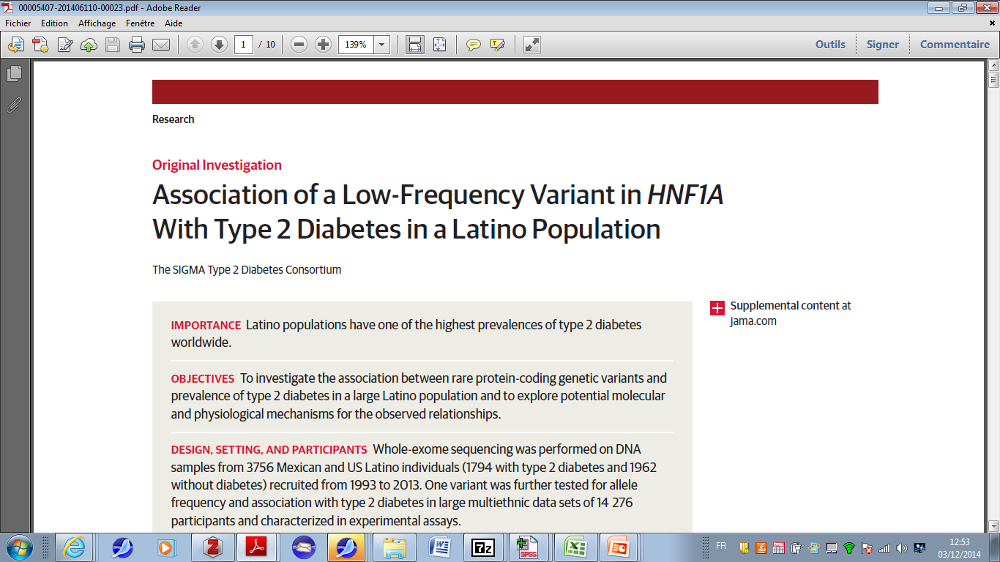 00005407-201406110-00023.pdf - Adobe Reader
Fichier Edition Affichage Fenêtre Aide
1 / 10 139% Outils Signer Commentaire
Research
Original Investigation
Association of a Low-Frequency Variant in HNF1A
With Type 2 Diabetes in a Latino Population
The SIGMA Type 2 Diabetes Consortium
IMPORTANCE Latino populations have one of the highest prevalences of type 2 diabetes
worldwide.
OBJECTIVES To investigate the association between rare protein-coding genetic variants and
prevalence of type 2 diabetes in a large Latino population and to explore potential molecular
and physiological mechanisms for the observed relationships.
DESIGN, SETTING, AND PARTICIPANTS Whole-exome sequencing was performed on DNA
samples from 3756 Mexican and US Latino individuals (1794 with type 2 diabetes and 1962
without diabetes) recruited from 1993 to 2013. One variant was further tested for allele
frequency and association with type 2 diabetes in large multiethnic data sets of 14 276
participants and characterized in experimental assays.
Supplemental content at
jama.com
7z
SPSS
FR
12:53
03/12/2014